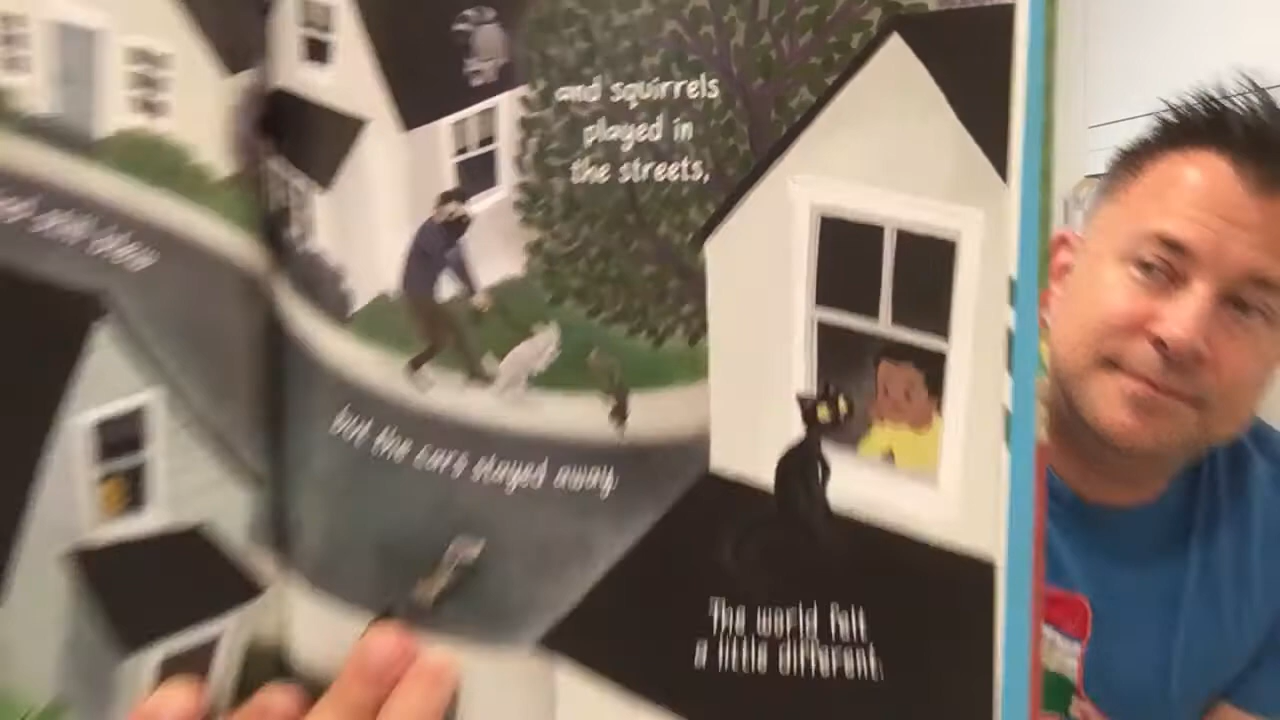 and squirrels
played in
the streets,
but the cars stayed away.
The world felt
a little different.